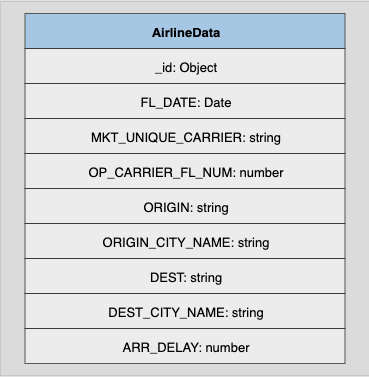 AirlineData
_id: Object
FL_DATE: Date
MKT_UNIQUE_CARRIER: string
OP_CARRIER_FL_NUM: number
ORIGIN: string
ORIGIN_CITY_NAME: string
DEST: string
DEST_CITY_NAME: string
ARR_DELAY: number